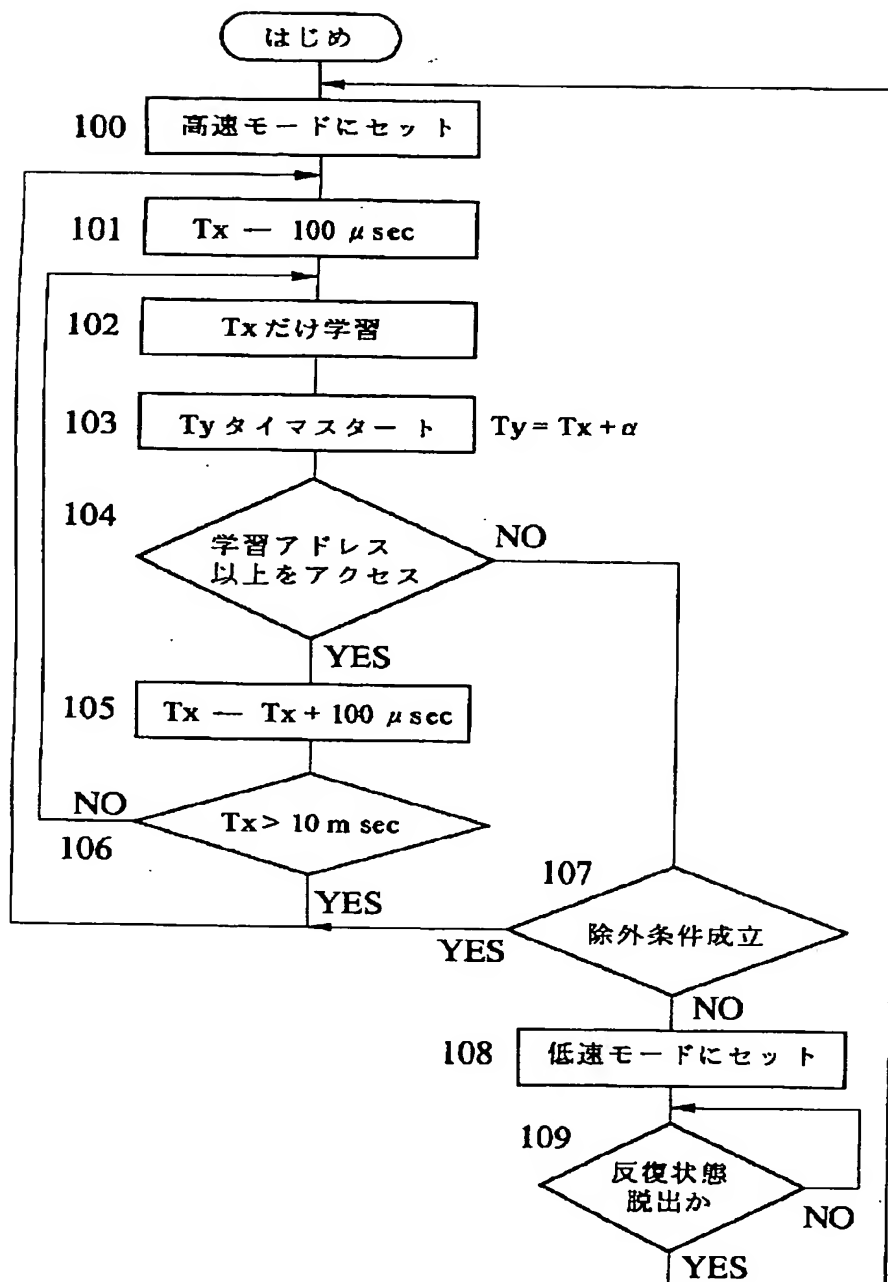 はじめ
100
高速モードにセット
101
Tx ― 100 μsec
102
Txだけ学習
103
Tyタイマスタート
Ty = Tx + α
104
学習アドレス
以上をアクセス
NO
YES
105
Tx ― Tx + 100 μsec
NO
Tx > 10 m sec
106
YES
107
除外条件成立
YES
NO
108
低速モードにセット
109
反復状態
脱出か
NO
YES